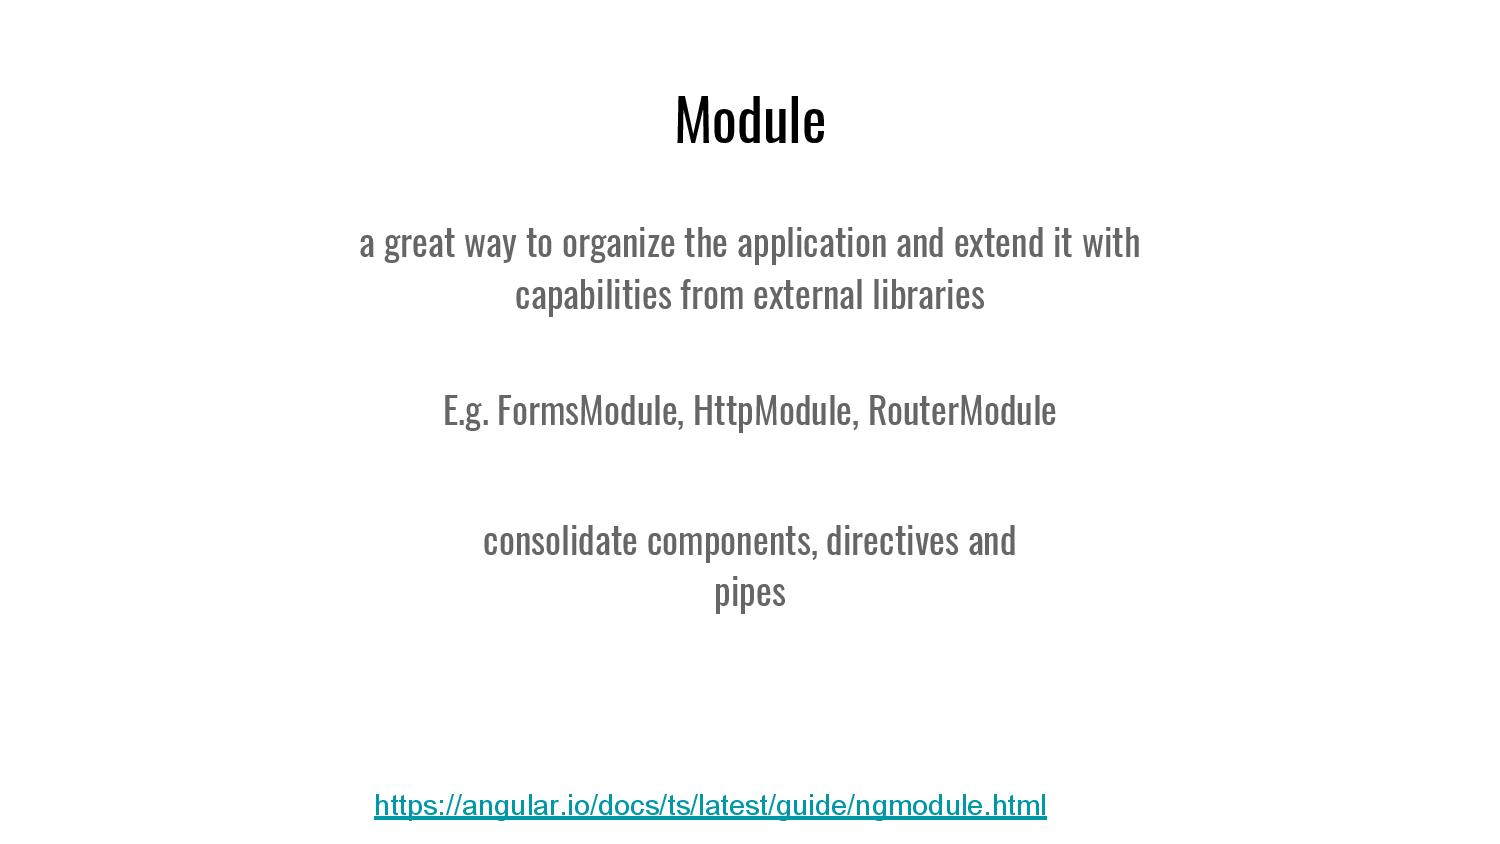 Module
a great way to organize the application and extend it with
capabilities from external libraries
E.g. FormsModule, HttpModule, RouterModule
consolidate components, directives and
pipes
https://angular.io/docs/ts/latest/guide/ngmodule.html